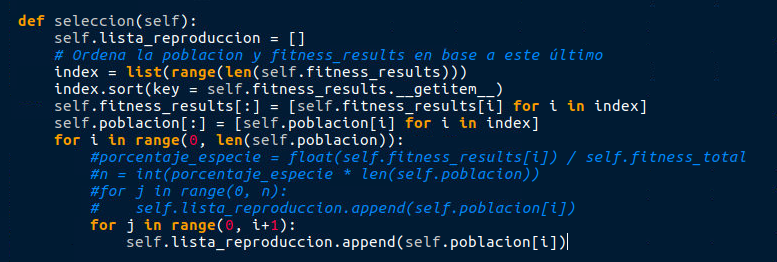 def seleccion(self):
    self.lista_reproduccion = []
    # Ordena la poblacion y fitness_results en base a este último
    index = list(range(len(self.fitness_results)))
    index.sort(key = self.fitness_results.__getitem__)
    self.fitness_results[:] = [self.fitness_results[i] for i in index]
    self.poblacion[:] = [self.poblacion[i] for i in index]
    for i in range(0, len(self.poblacion)):
        #porcentaje_especie = float(self.fitness_results[i]) / self.fitness_total
        #n = int(porcentaje_especie * len(self.poblacion))
        #for j in range(0, n):
        #    self.lista_reproduccion.append(self.poblacion[i])
        for j in range(0, i+1):
            self.lista_reproduccion.append(self.poblacion[i])